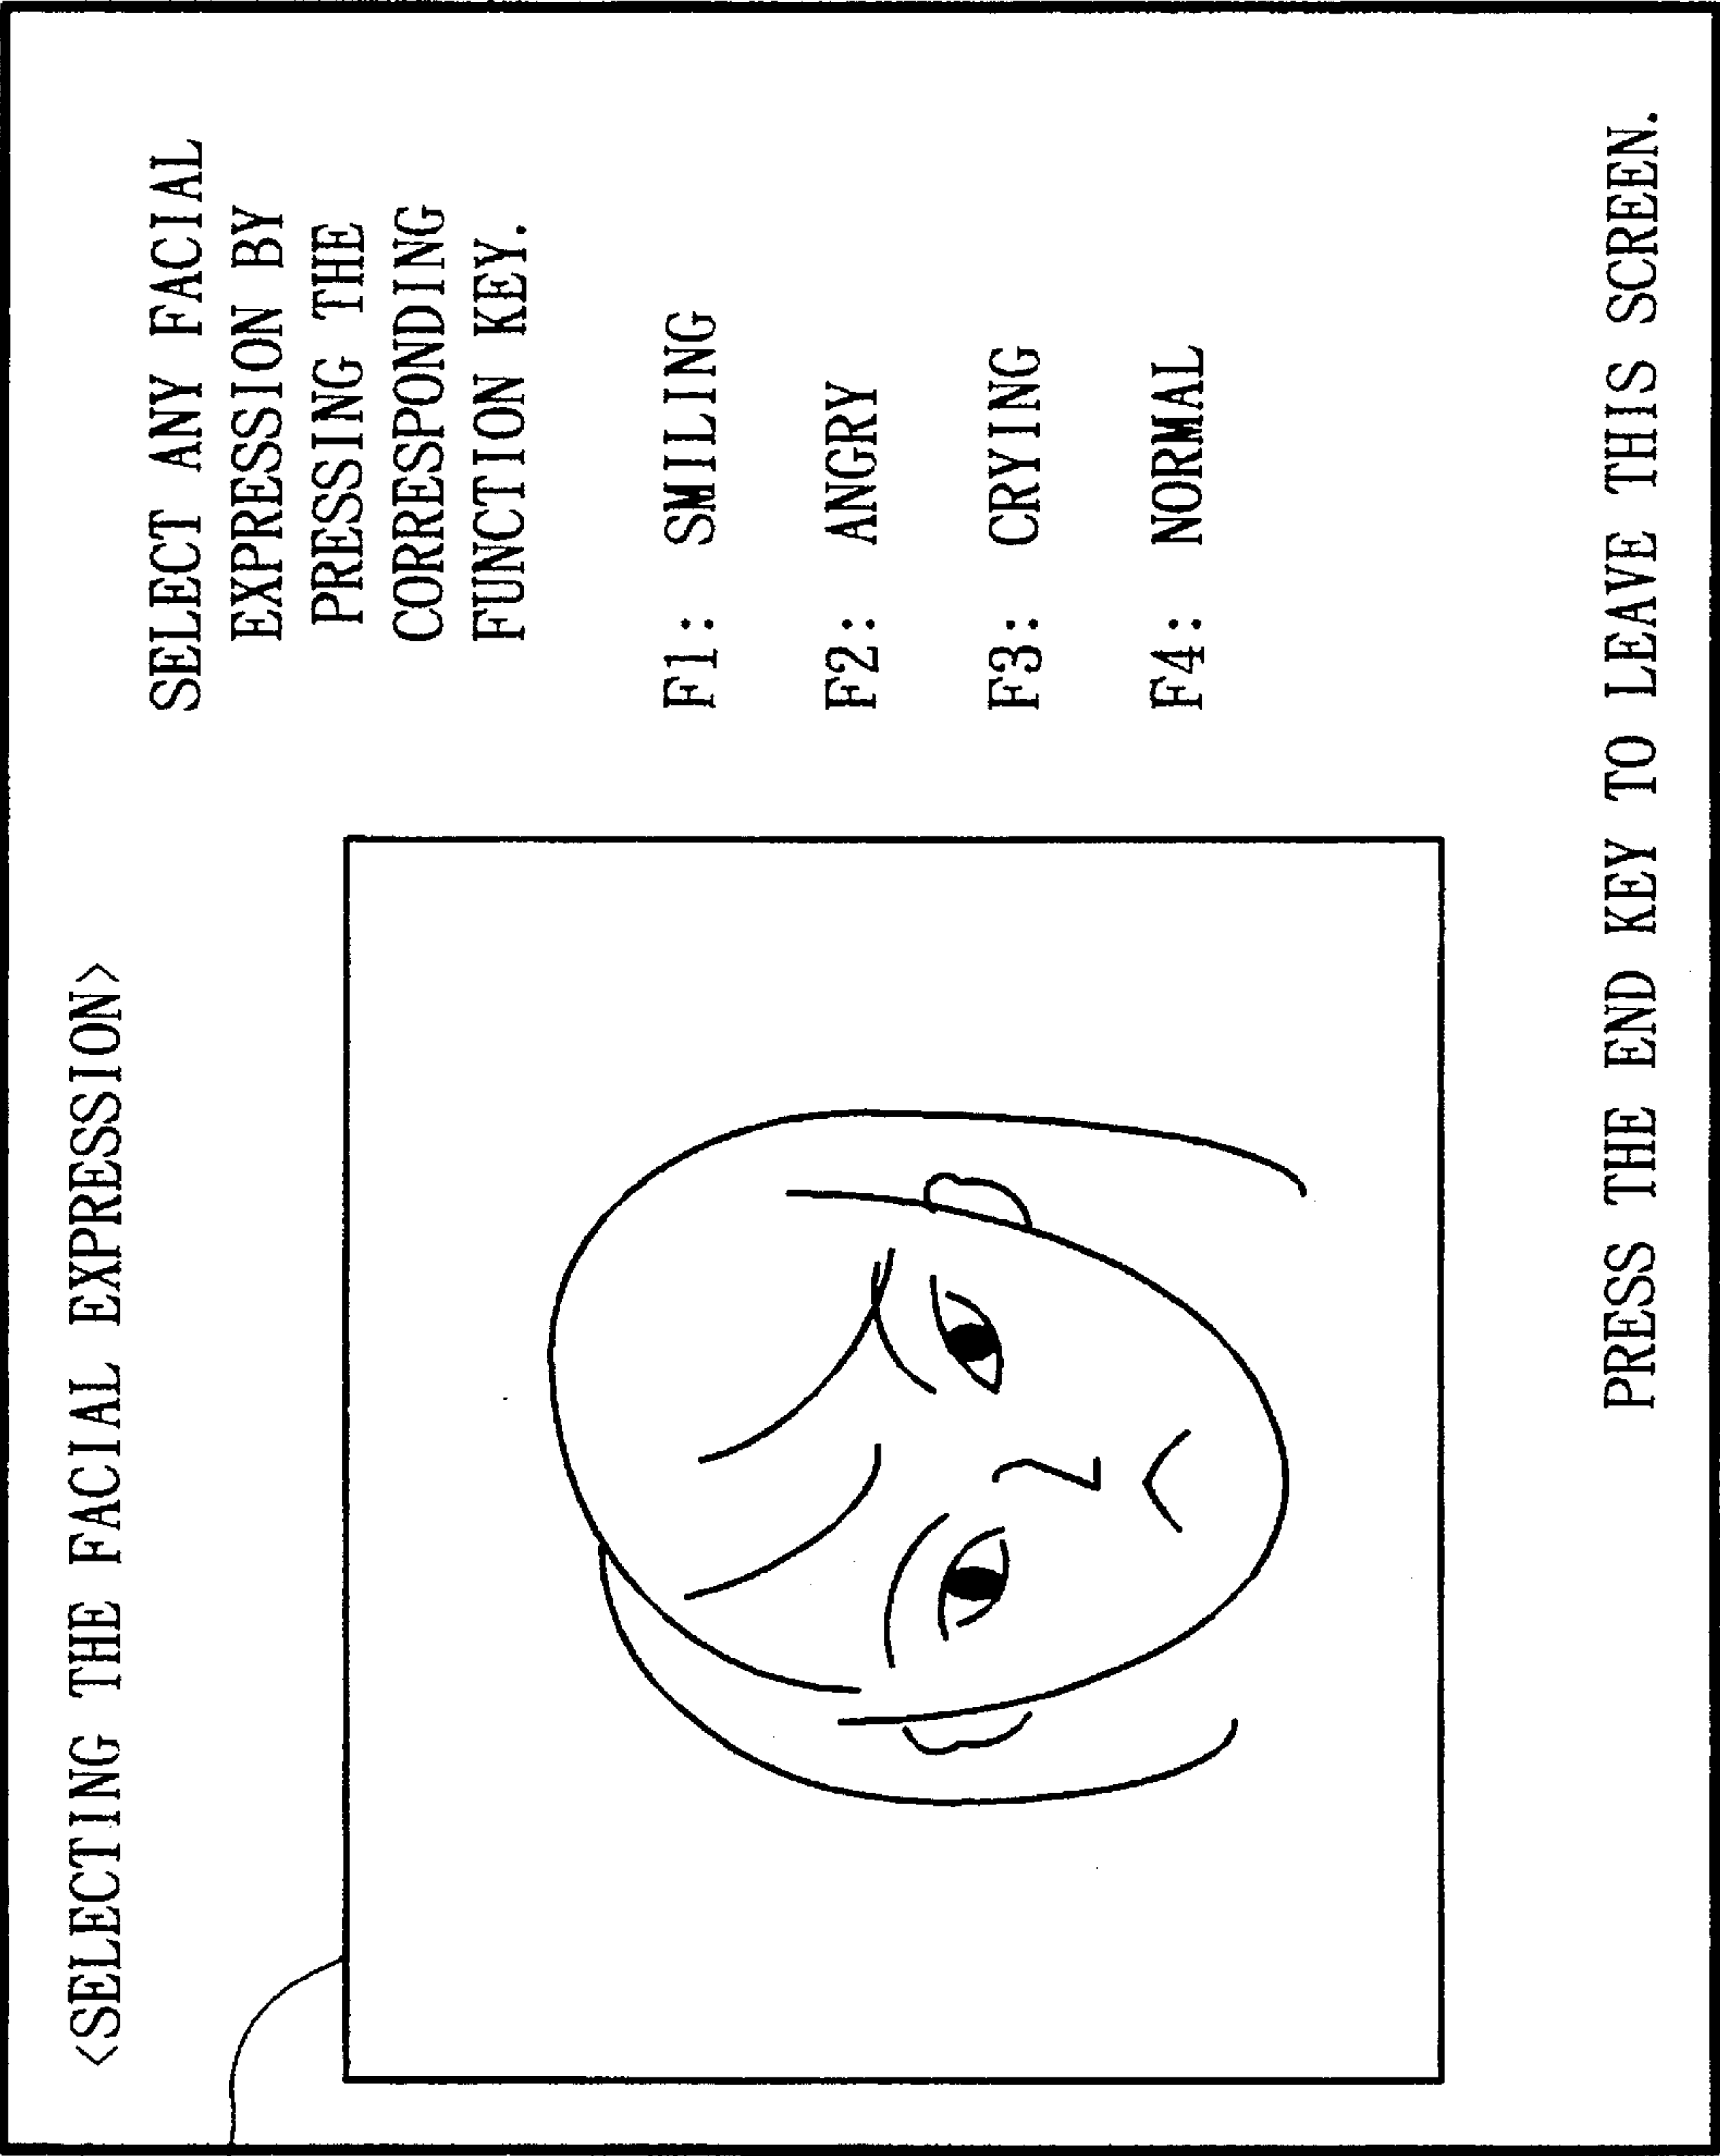 <SELECTING THE FACIAL EXPRESSION>
SELECT ANY FACIAL
EXPRESSION BY
PRESSING THE
CORRESPONDING
FUNCTION KEY.
F1: SMILING
F2: ANGRY
F3: CRYING
F4: NORMAL
PRESS THE END KEY TO LEAVE THIS SCREEN.